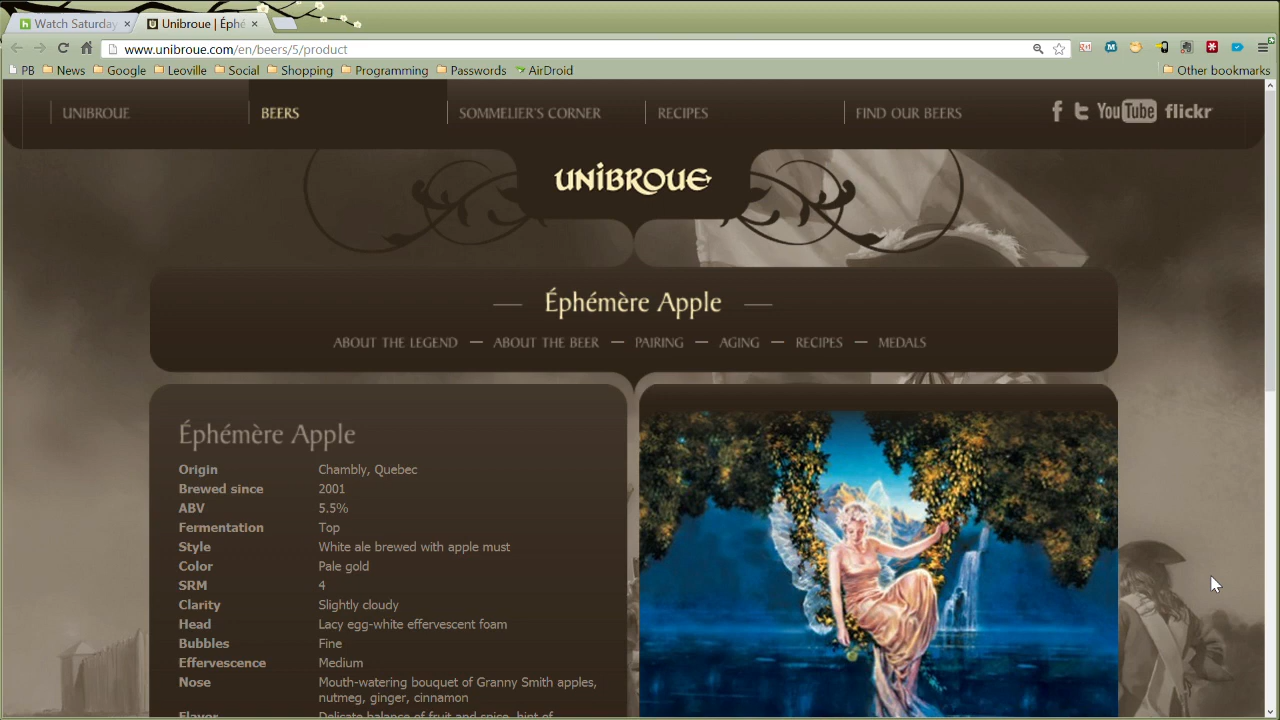 Watch Saturday
Unibroue | Éphé
www.unibroue.com/en/beers/5/product
PB News Google Leoville Social Shopping Programming Passwords AirDroid Other bookmarks
UNIBROUE BEERS SOMMELIER'S CORNER RECIPES FIND OUR BEERS f t YouTube flickr
UNIBROUE
Éphémère Apple
ABOUT THE LEGEND — ABOUT THE BEER — PAIRING — AGING — RECIPES — MEDALS
Éphémère Apple
Origin Chambly, Quebec
Brewed since 2001
ABV 5.5%
Fermentation Top
Style White ale brewed with apple must
Color Pale gold
SRM 4
Clarity Slightly cloudy
Head Lacy egg-white effervescent foam
Bubbles Fine
Effervescence Medium
Nose Mouth-watering bouquet of Granny Smith apples,
nutmeg, ginger, cinnamon
Flavor Delicate balance of fruit and spice, hint of